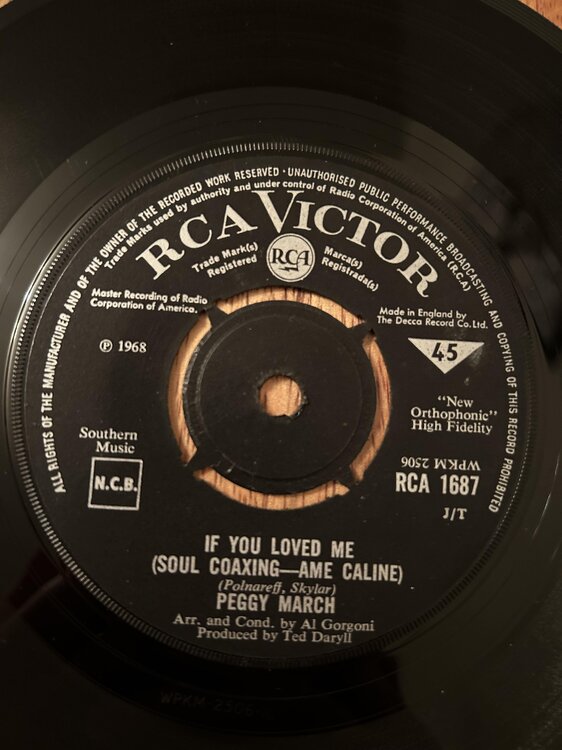 ALL RIGHTS OF THE MANUFACTURER AND OF THE OWNER OF THE RECORDED WORK RESERVED · UNAUTHORISED PUBLIC PERFORMANCE BROADCASTING AND COPYING OF THIS RECORD PROHIBITED
Trade Marks used by authority and under control of Radio Corporation of America (RCA)
RCA VICTOR
Trade Mark(s)
Registered
RCA
Marca(s)
Registrada(s)
Master Recording of Radio
Corporation of America.
Made in England by
The Decca Record Co. Ltd.
℗ 1968
45
"New
Orthophonic"
High Fidelity
Southern
Music
N.C.B.
WPKM 2506
RCA 1687
J/T
IF YOU LOVED ME
(SOUL COAXING—AME CALINE)
(Polnareff, Skylar)
PEGGY MARCH
Arr. and Cond. by Al Gorgoni
Produced by Ted Daryll
WPKM-2506